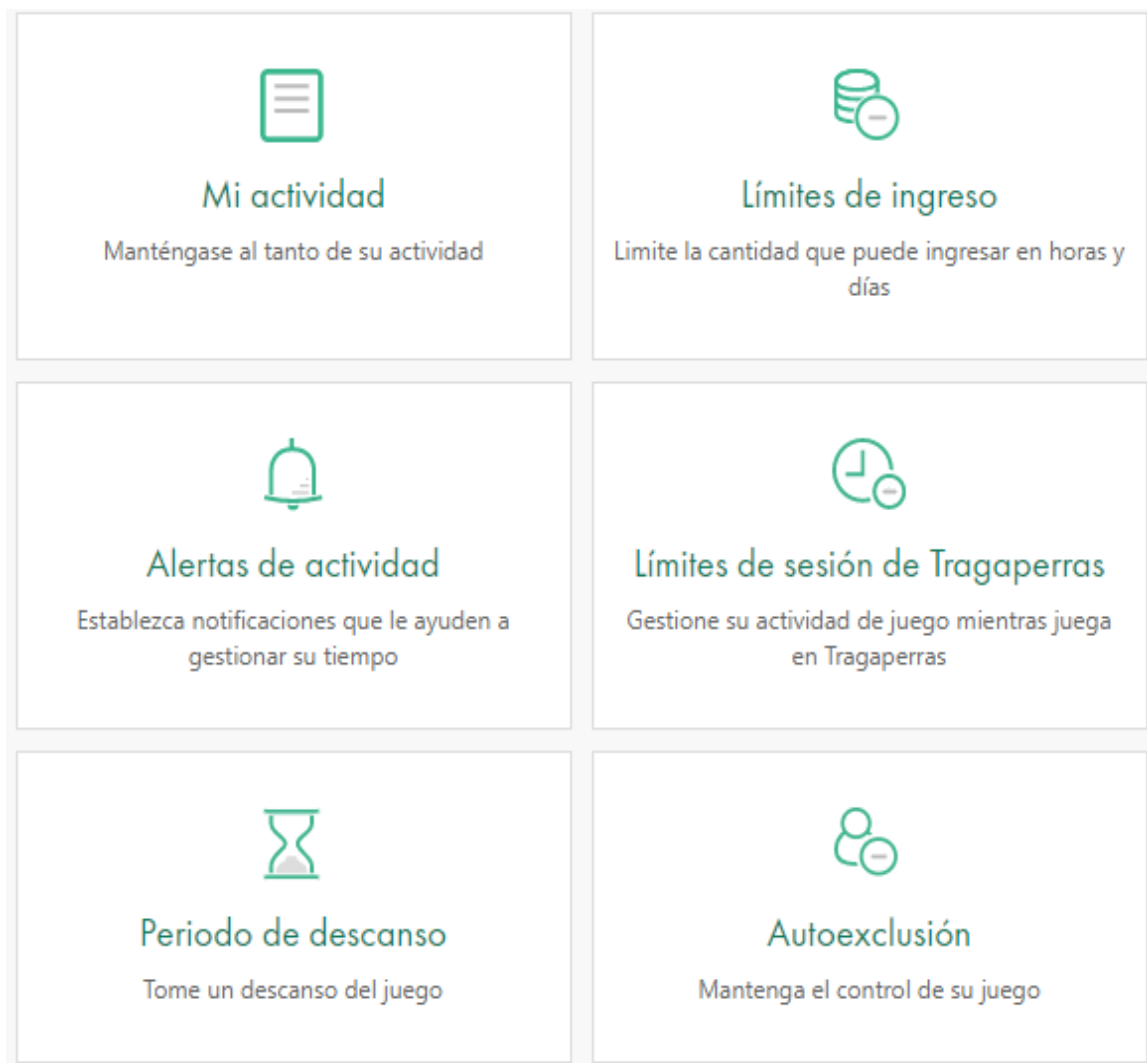 Mi actividad
Manténgase al tanto de su actividad
Límites de ingreso
Limite la cantidad que puede ingresar en horas y
días
Alertas de actividad
Establezca notificaciones que le ayuden a
gestionar su tiempo
Límites de sesión de Tragaperras
Gestione su actividad de juego mientras juega
en Tragaperras
Periodo de descanso
Tome un descanso del juego
Autoexclusión
Mantenga el control de su juego